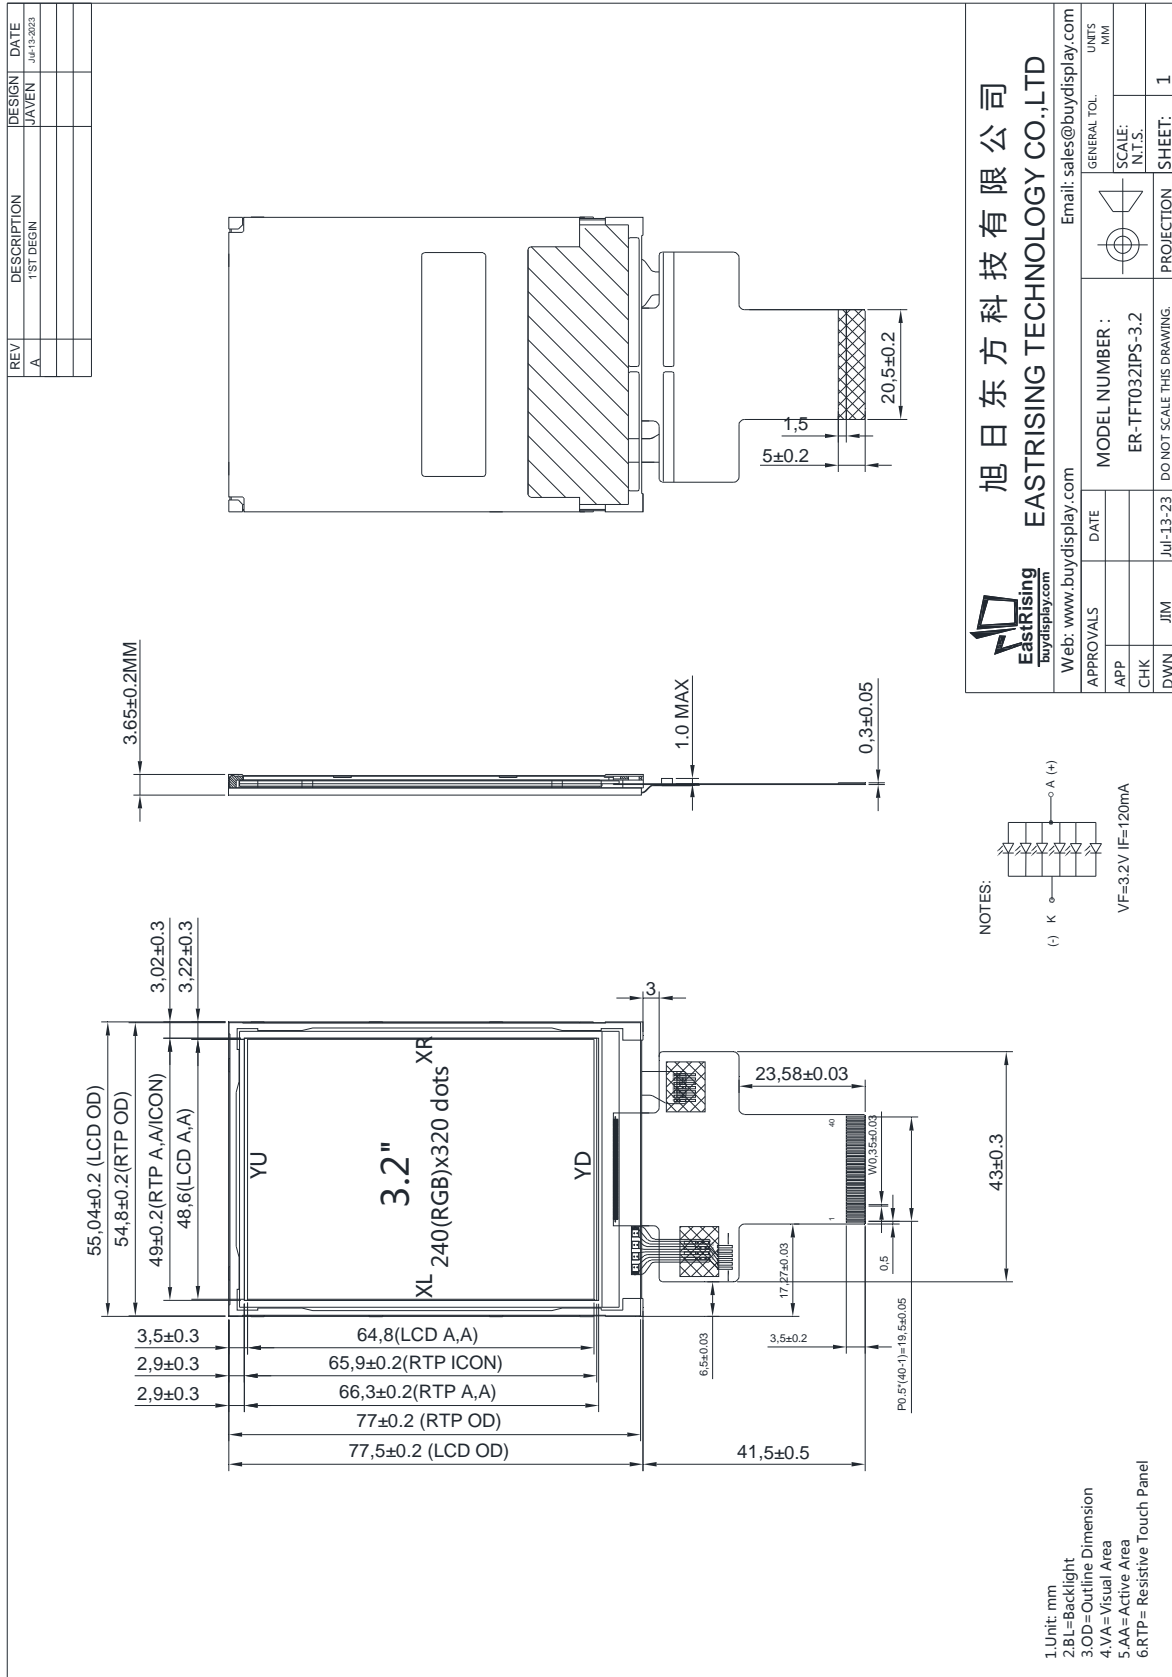 REV DESCRIPTION DESIGN DATE
A 1'ST DEGIN JAVEN Jul-13-2023
20,5±0.2
1,5
5±0.2
3.65±0.2MM
1.0 MAX
0,3±0.05
55,04±0.2 (LCD OD)
54,8±0.2(RTP OD)
49±0.2(RTP A,A/ICON)
48,6(LCD A,A)
3,02±0.3
3,22±0.3
YU
3.2"
XL 240(RGB)x320 dots XR
YD
3,5±0.3
64,8(LCD A,A)
2,9±0.3
65,9±0.2(RTP ICON)
2,9±0.3
66,3±0.2(RTP A,A)
77±0.2 (RTP OD)
77,5±0.2 (LCD OD)
41,5±0.5
3
23,58±0.03
43±0.3
40
1
W0,35±0.03
0,5
17,27±0.03
6,5±0.03
3,5±0.2
P0.5*(40-1)=19,5±0.05
NOTES:
(-) K
A (+)
VF=3.2V IF=120mA
1.Unit: mm
2.BL=Backlight
3.OD=Outline Dimension
4.VA=Visual Area
5.AA=Active Area
6.RTP= Resistive Touch Panel
EastRising
buydisplay.com
旭日东方科技有限公司
EASTRISING TECHNOLOGY CO.,LTD
Web: www.buydisplay.com Email: sales@buydisplay.com
APPROVALS DATE
APP
CHK
DWN JIM Jul-13-23
MODEL NUMBER :
ER-TFT032IPS-3.2
DO NOT SCALE THIS DRAWING.
PROJECTION
GENERAL TOL.
UNITS
MM
SCALE:
N.T.S.
SHEET: 1